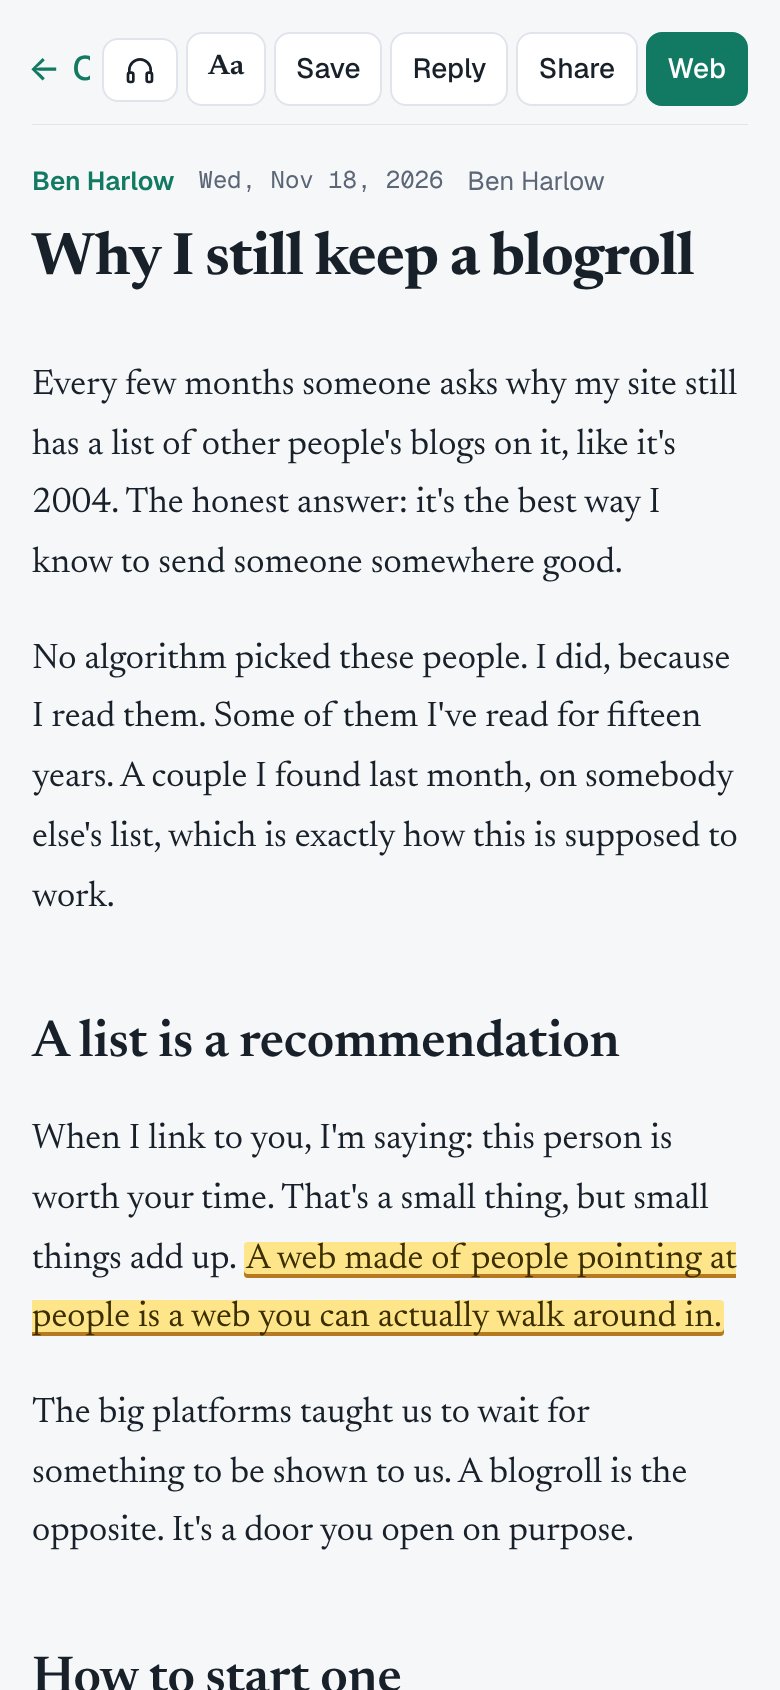 Aa Save Reply Share Web
Ben Harlow Wed, Nov 18, 2026 Ben Harlow
Why I still keep a blogroll
Every few months someone asks why my site still
has a list of other people's blogs on it, like it's
2004. The honest answer: it's the best way I
know to send someone somewhere good.
No algorithm picked these people. I did, because
I read them. Some of them I've read for fifteen
years. A couple I found last month, on somebody
else's list, which is exactly how this is supposed to
work.
A list is a recommendation
When I link to you, I'm saying: this person is
worth your time. That's a small thing, but small
things add up. A web made of people pointing at
people is a web you can actually walk around in.
The big platforms taught us to wait for
something to be shown to us. A blogroll is the
opposite. It's a door you open on purpose.
How to start one